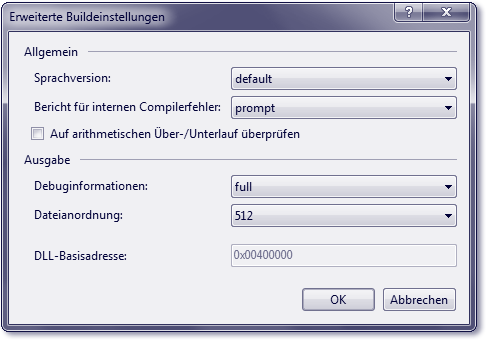 Erweiterte Buildeinstellungen
Allgemein
Sprachversion: default
Bericht für internen Compilerfehler: prompt
Auf arithmetischen Über-/Unterlauf überprüfen
Ausgabe
Debuginformationen: full
Dateianordnung: 512
DLL-Basisadresse: 0x00400000
OK Abbrechen